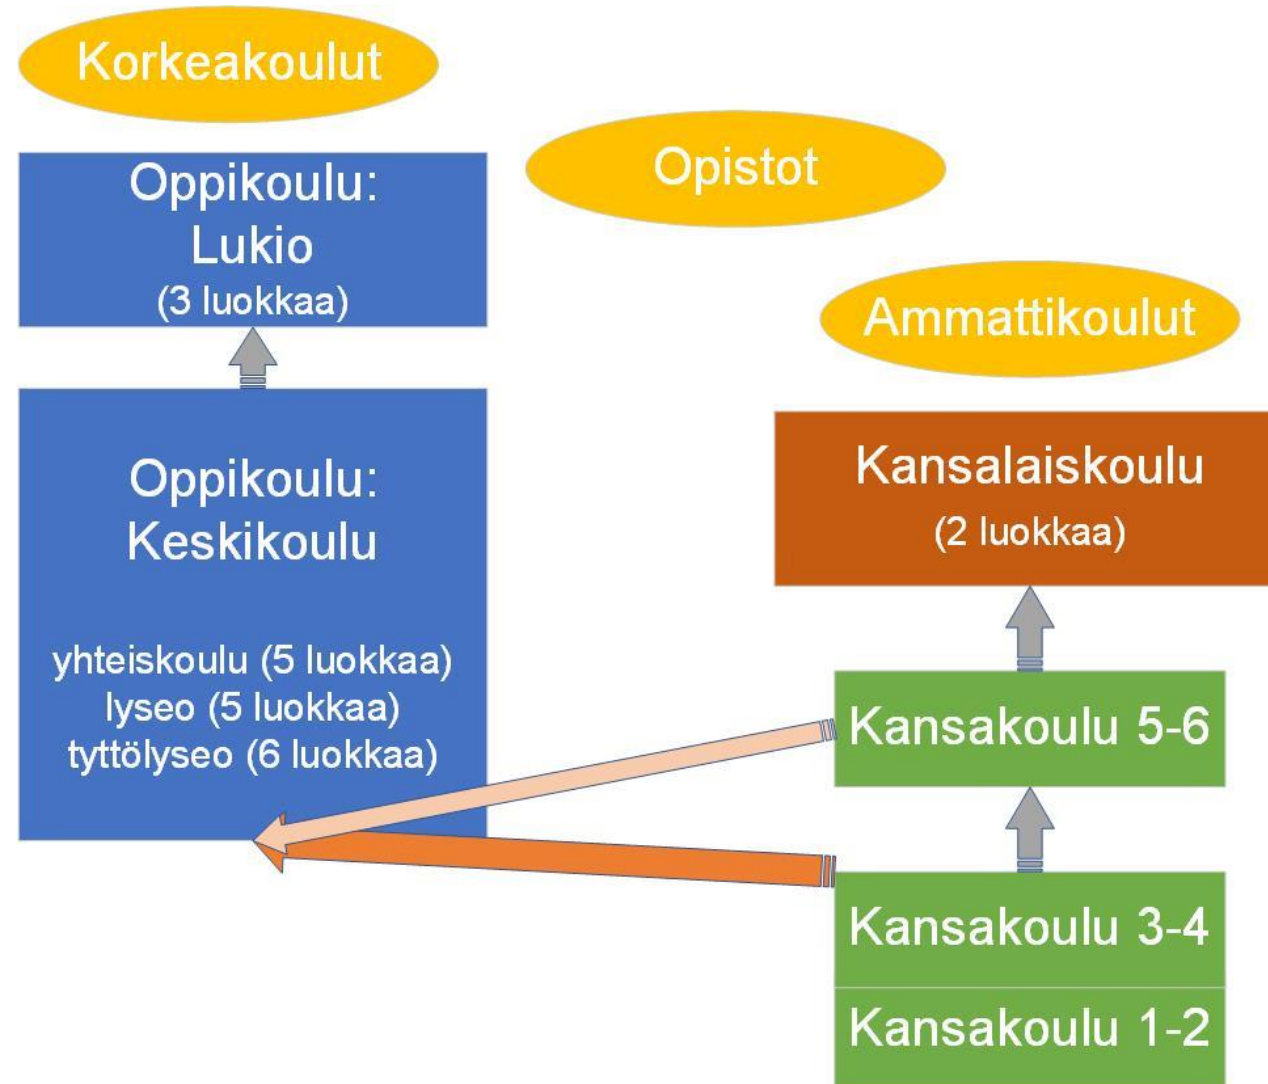 Korkeakoulut
Oppikoulu:
Lukio
(3 luokkaa)
Opistot
Ammattikoulut
Oppikoulu:
Keskikoulu
yhteiskoulu (5 luokkaa)
lyseo (5 luokkaa)
tyttölyseo (6 luokkaa)
Kansalaiskoulu
(2 luokkaa)
Kansakoulu 5-6
Kansakoulu 3-4
Kansakoulu 1-2